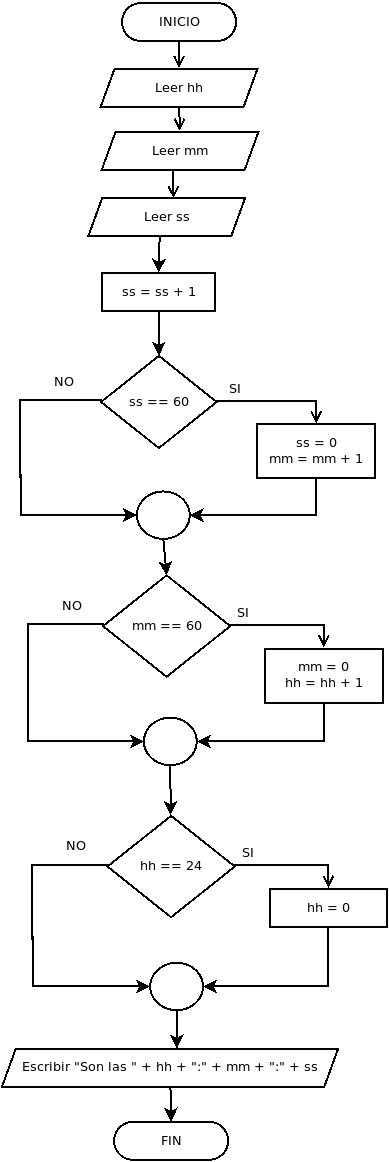 INICIO
Leer hh
Leer mm
Leer ss
ss = ss + 1
NO
SI
ss == 60
ss = 0
mm = mm + 1
NO
SI
mm == 60
mm = 0
hh = hh + 1
NO
SI
hh == 24
hh = 0
Escribir "Son las " + hh + ":" + mm + ":" + ss
FIN